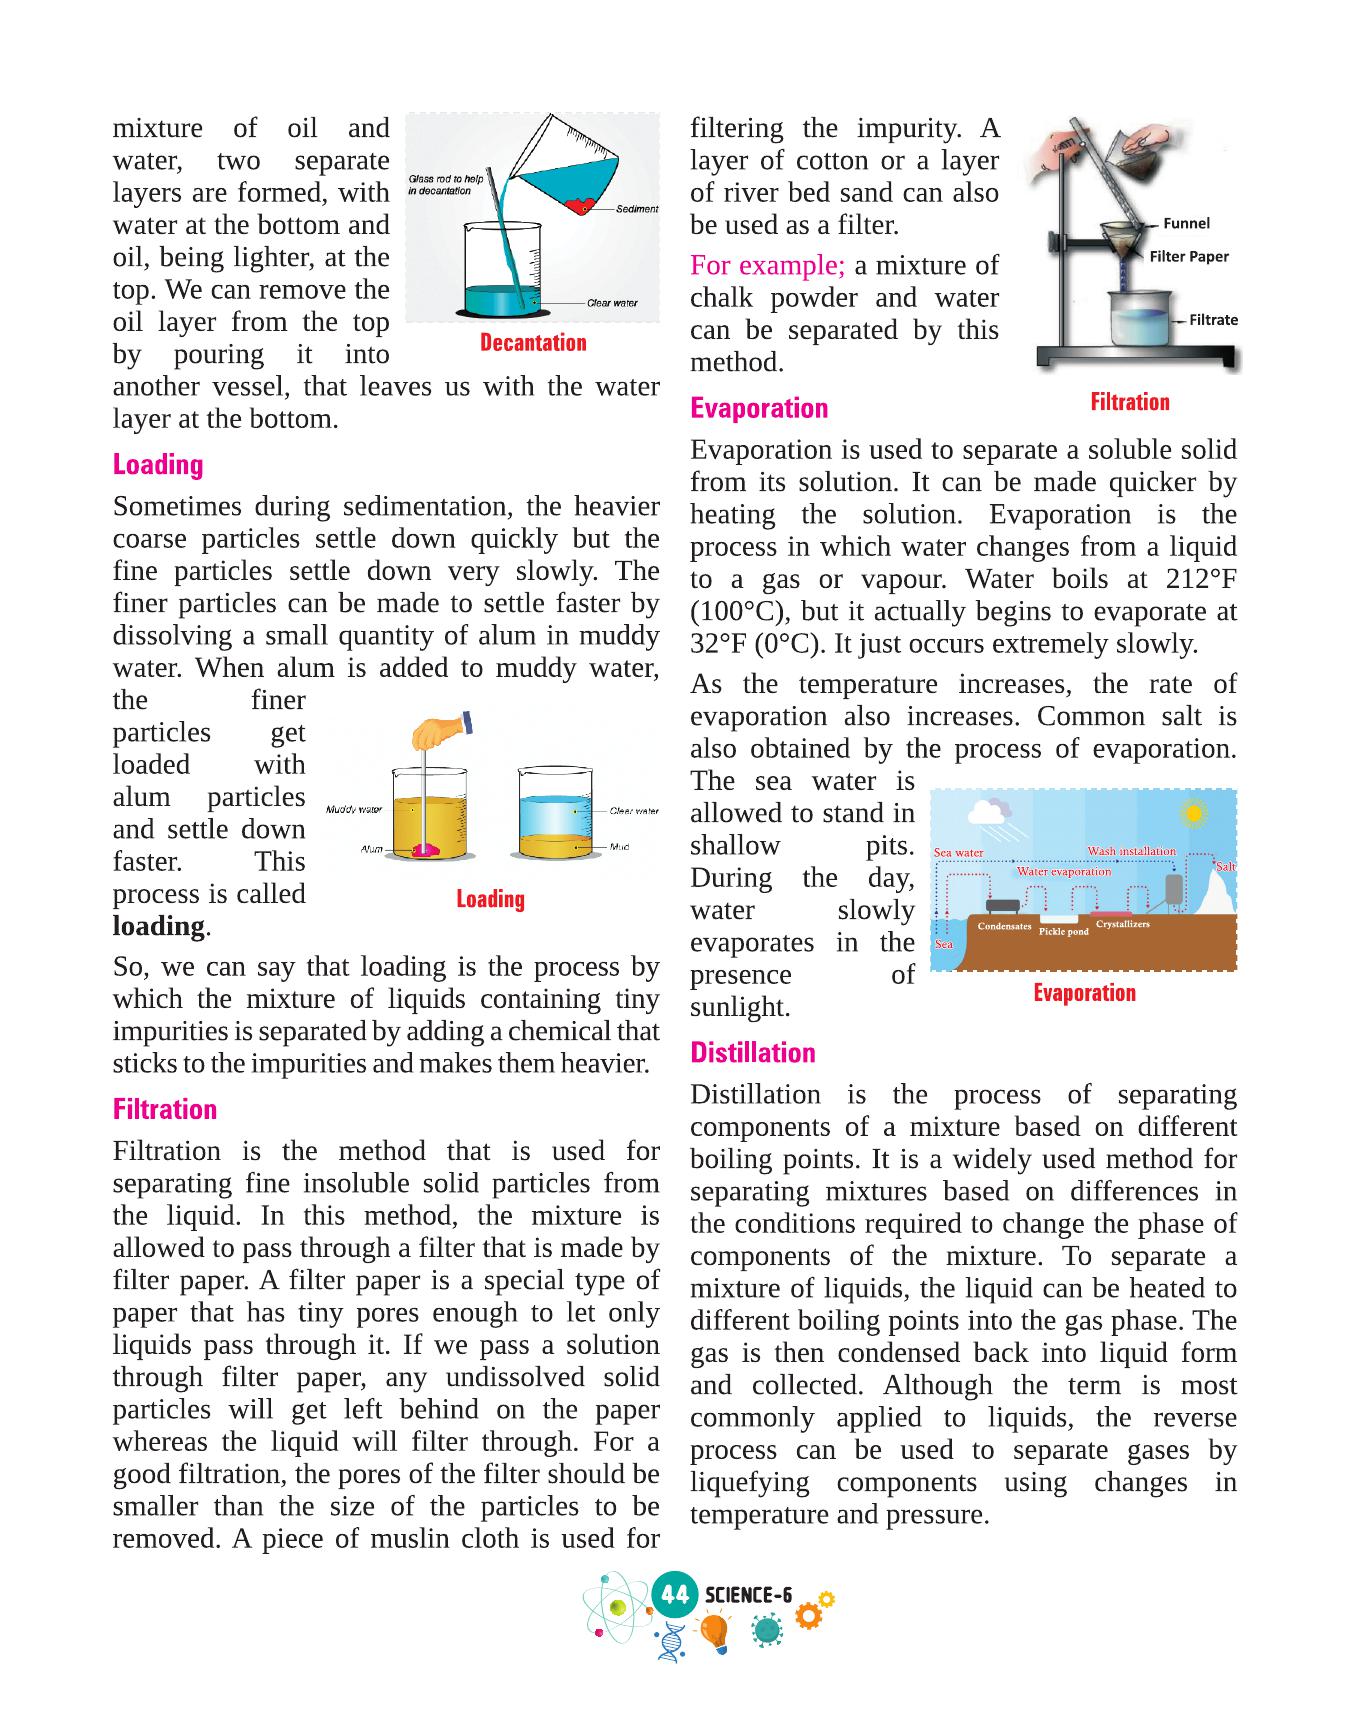 mixture of oil and
water, two separate
layers are formed, with
water at the bottom and
oil, being lighter, at the
top. We can remove the
oil layer from the top
by pouring it into
another vessel, that leaves us with the water
layer at the bottom.
Glass rod to help
in decantation
Sediment
Clear water
Decantation
Loading
Sometimes during sedimentation, the heavier
coarse particles settle down quickly but the
fine particles settle down very slowly. The
finer particles can be made to settle faster by
dissolving a small quantity of alum in muddy
water. When alum is added to muddy water,
the finer
particles get
loaded with
alum particles
and settle down
faster. This
process is called
loading.
Muddy water
Alum
Clear water
Mud
Loading
So, we can say that loading is the process by
which the mixture of liquids containing tiny
impurities is separated by adding a chemical that
sticks to the impurities and makes them heavier.
Filtration
Filtration is the method that is used for
separating fine insoluble solid particles from
the liquid. In this method, the mixture is
allowed to pass through a filter that is made by
filter paper. A filter paper is a special type of
paper that has tiny pores enough to let only
liquids pass through it. If we pass a solution
through filter paper, any undissolved solid
particles will get left behind on the paper
whereas the liquid will filter through. For a
good filtration, the pores of the filter should be
smaller than the size of the particles to be
removed. A piece of muslin cloth is used for
filtering the impurity. A
layer of cotton or a layer
of river bed sand can also
be used as a filter.
For example; a mixture of
chalk powder and water
can be separated by this
method.
Funnel
Filter Paper
Filtrate
Filtration
Evaporation
Evaporation is used to separate a soluble solid
from its solution. It can be made quicker by
heating the solution. Evaporation is the
process in which water changes from a liquid
to a gas or vapour. Water boils at 212°F
(100°C), but it actually begins to evaporate at
32°F (0°C). It just occurs extremely slowly.
As the temperature increases, the rate of
evaporation also increases. Common salt is
also obtained by the process of evaporation.
The sea water is
allowed to stand in
shallow pits.
During the day,
water slowly
evaporates in the
presence of
sunlight.
Sea water
Wash installation
Water evaporation
Salt
Condensates
Pickle pond
Crystallizers
Sea
Evaporation
Distillation
Distillation is the process of separating
components of a mixture based on different
boiling points. It is a widely used method for
separating mixtures based on differences in
the conditions required to change the phase of
components of the mixture. To separate a
mixture of liquids, the liquid can be heated to
different boiling points into the gas phase. The
gas is then condensed back into liquid form
and collected. Although the term is most
commonly applied to liquids, the reverse
process can be used to separate gases by
liquefying components using changes in
temperature and pressure.
44 SCIENCE-6